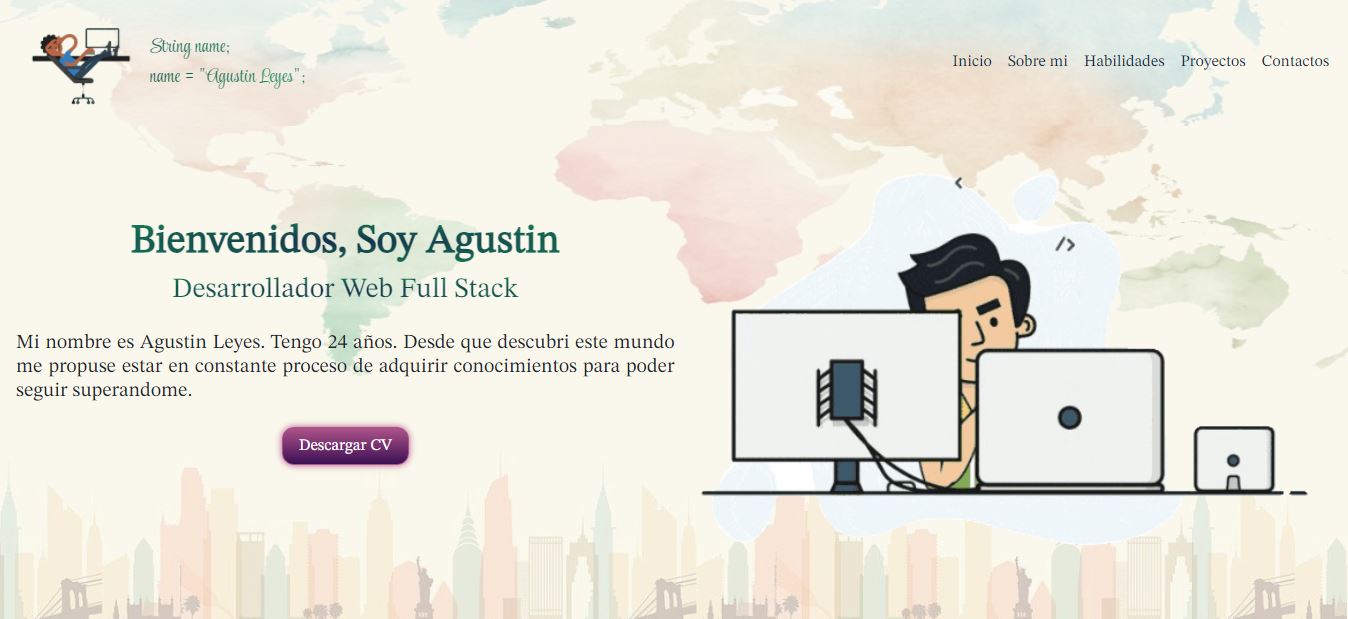 String name;
name = "Agustin Leyes";
Inicio Sobre mi Habilidades Proyectos Contactos
<
/>
Bienvenidos, Soy Agustin
Desarrollador Web Full Stack
Mi nombre es Agustin Leyes. Tengo 24 años. Desde que descubri este mundo
me propuse estar en constante proceso de adquirir conocimientos para poder
seguir superandome.
Descargar CV